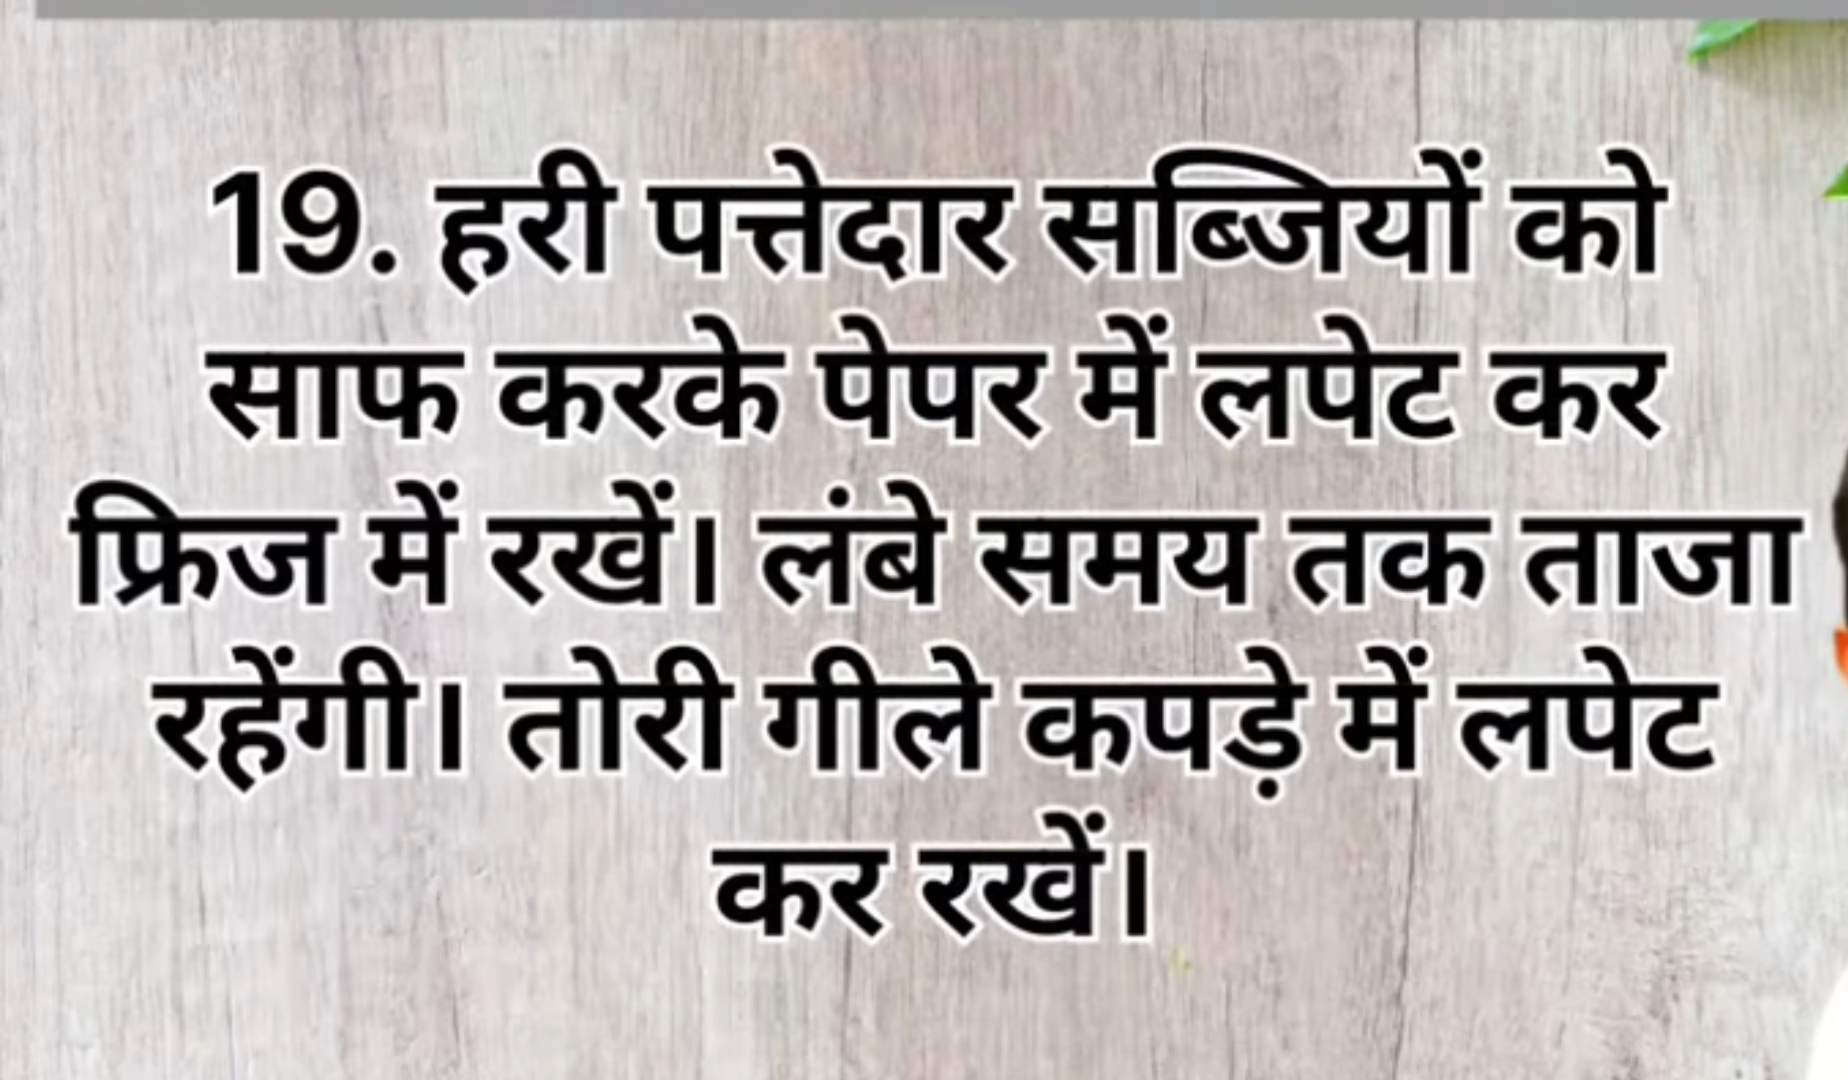 19. हरी पत्तेदार सब्जियों को
साफ करके पेपर में लपेट कर
फ्रिज में रखें। लंबे समय तक ताजा
रहेंगी। तोरी गीले कपड़े में लपेट
कर रखें।